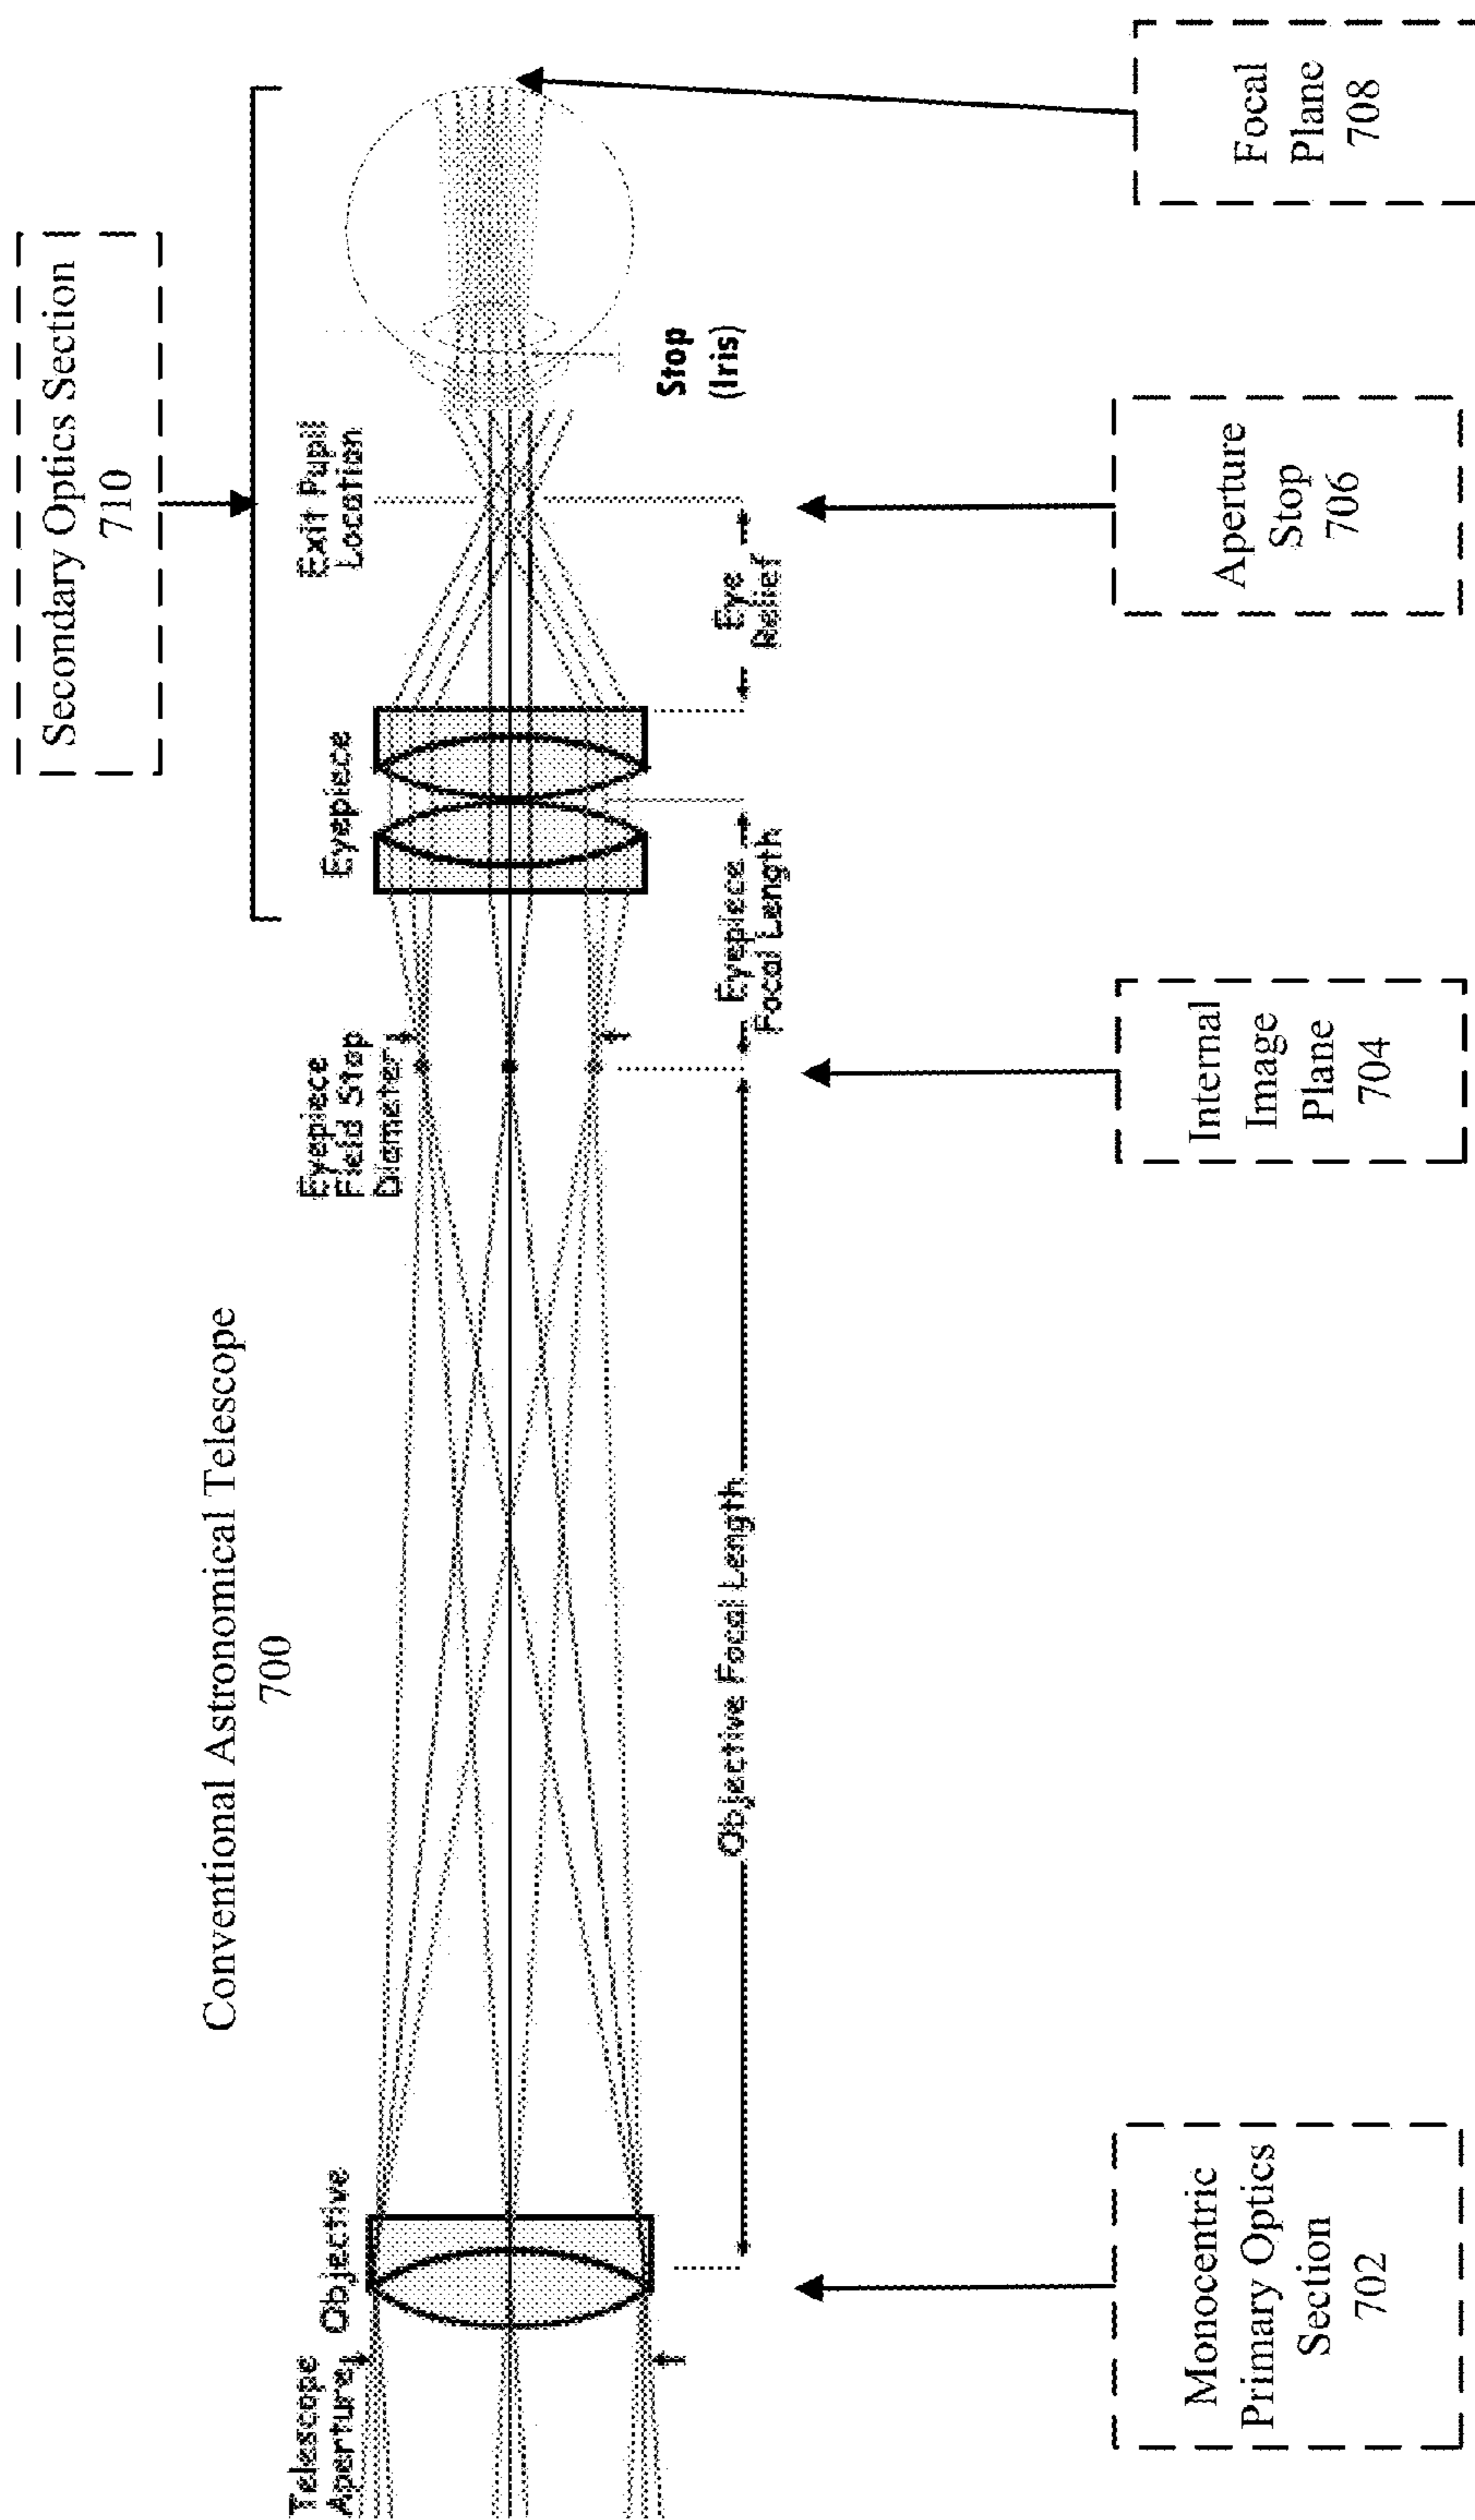 Secondary Optics Section
710
Conventional Astronomical Telescope
700
Telescope
Aperture
Objective
Eyepiece
Field Stop
Diameter
Eyepiece
Exit Pupil
Location
Stop
(Iris)
Objective Focal Length
Eyepiece
Focal Length
Eye
Relief
Monocentric
Primary Optics
Section
702
Internal
Image
Plane
704
Aperture
Stop
706
Focal
Plane
708